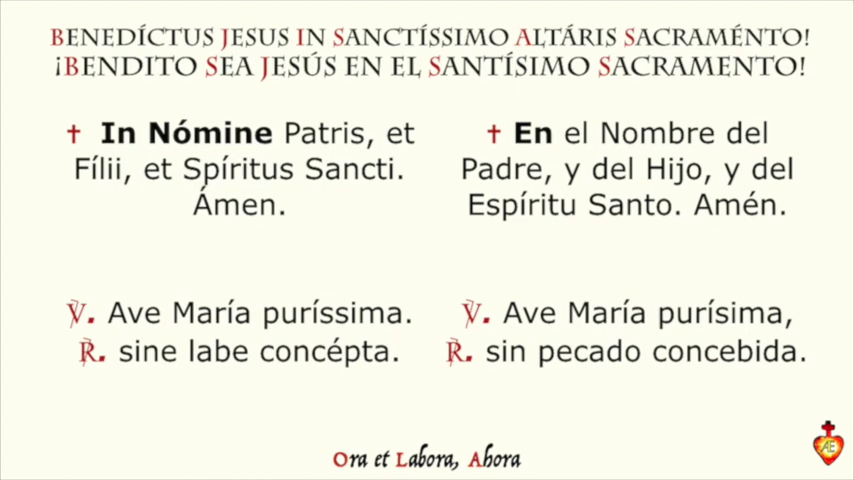 BENEDÍCTUS JESUS IN SANCTÍSSIMO ALTÁRIS SACRAMÉNTO!
¡BENDITO SEA JESÚS EN EL SANTÍSIMO SACRAMENTO!
✝ In Nómine Patris, et
Fílii, et Spíritus Sancti.
Ámen.
✝ En el Nombre del
Padre, y del Hijo, y del
Espíritu Santo. Amén.
℣. Ave María puríssima.
℟. sine labe concépta.
℣. Ave María purísima,
℟. sin pecado concebida.
Ora et Labora, Ahora
Æ